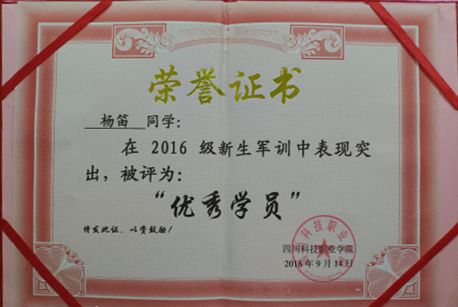 荣誉证书
杨笛 同学：
在 2016 级新生军训中表现突
出，被评为：
“优秀学员”
特发此证，以资鼓励！
四川科技职业学院
2016 年 9 月 14 日